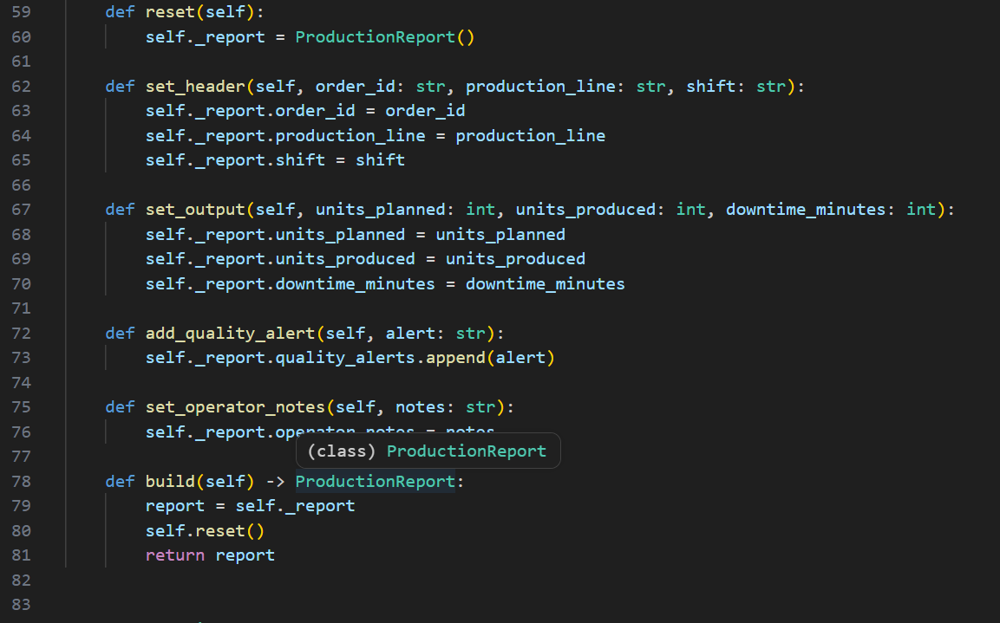 59 def reset(self):
60 self._report = ProductionReport()
61
62 def set_header(self, order_id: str, production_line: str, shift: str):
63 self._report.order_id = order_id
64 self._report.production_line = production_line
65 self._report.shift = shift
66
67 def set_output(self, units_planned: int, units_produced: int, downtime_minutes: int):
68 self._report.units_planned = units_planned
69 self._report.units_produced = units_produced
70 self._report.downtime_minutes = downtime_minutes
71
72 def add_quality_alert(self, alert: str):
73 self._report.quality_alerts.append(alert)
74
75 def set_operator_notes(self, notes: str):
76 self._report.operator_notes = notes
77 (class) ProductionReport
78 def build(self) -> ProductionReport:
79 report = self._report
80 self.reset()
81 return report
82
83